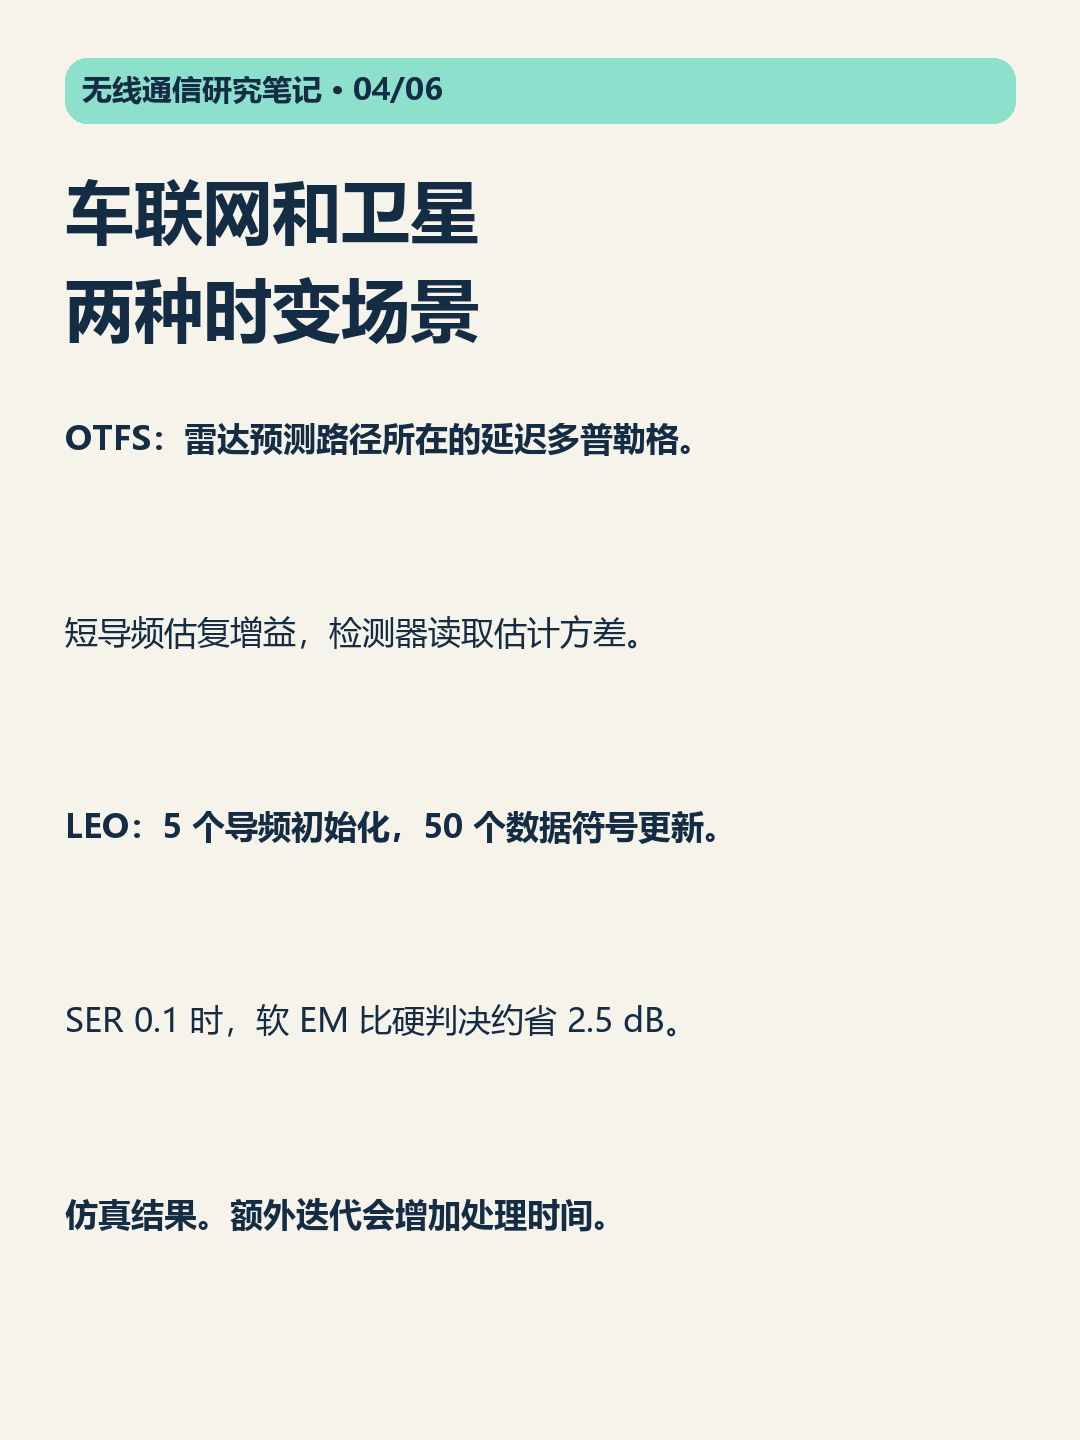 无线通信研究笔记 • 04/06
车联网和卫星
两种时变场景
OTFS：雷达预测路径所在的延迟多普勒格。
短导频估复增益，检测器读取估计方差。
LEO：5 个导频初始化，50 个数据符号更新。
SER 0.1 时，软 EM 比硬判决约省 2.5 dB。
仿真结果。额外迭代会增加处理时间。